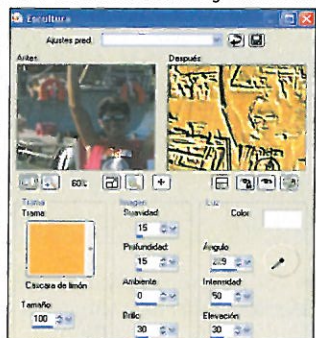 Escultura
Ajustes pred.
Antes Después
60%
Trama Imagen Luz
Trama: Suavidad: Color:
15
Profundidad: Ángulo
15
Cáscara de limón Ambiente Intensidad:
0 50
Tamaño: Brillo: Elevación:
100 30 30